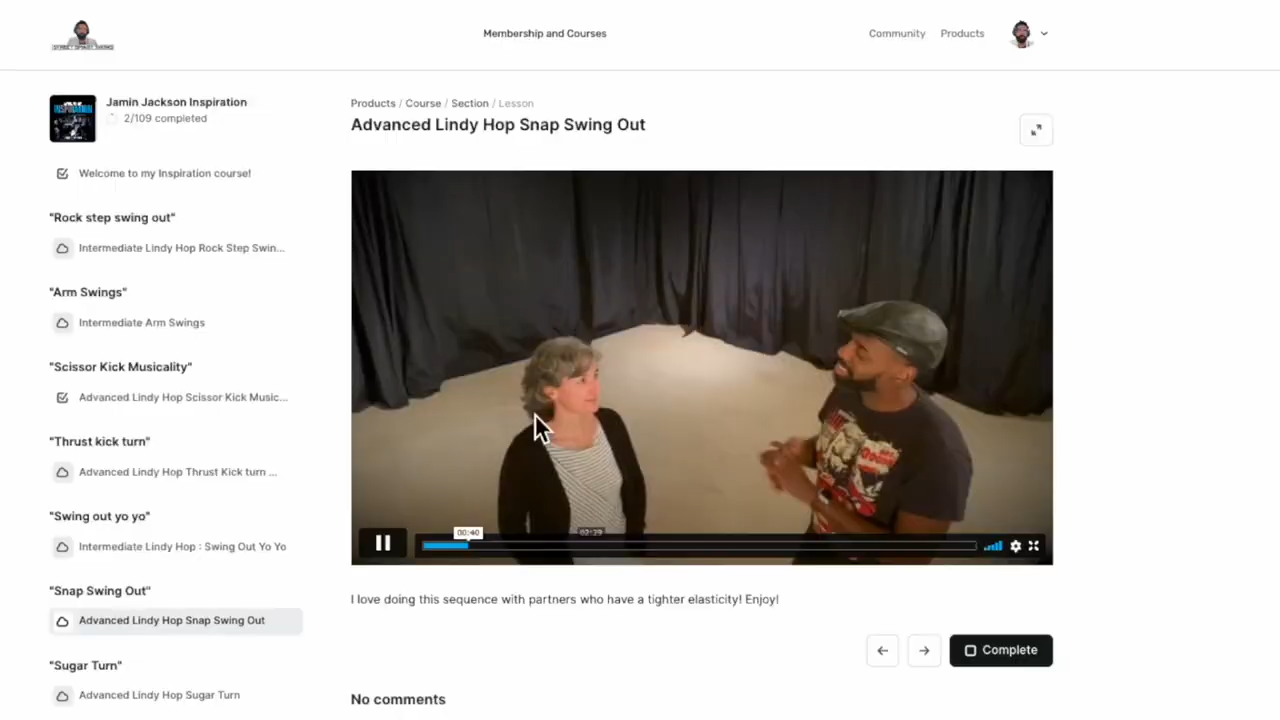 Membership and Courses
Community
Products
Jamin Jackson Inspiration
2/109 completed
Welcome to my Inspiration course!
"Rock step swing out"
Intermediate Lindy Hop Rock Step Swin...
"Arm Swings"
Intermediate Arm Swings
"Scissor Kick Musicality"
Advanced Lindy Hop Scissor Kick Music...
"Thrust kick turn"
Advanced Lindy Hop Thrust Kick turn ...
"Swing out yo yo"
Intermediate Lindy Hop : Swing Out Yo Yo
"Snap Swing Out"
Advanced Lindy Hop Snap Swing Out
"Sugar Turn"
Advanced Lindy Hop Sugar Turn
Products / Course / Section / Lesson
Advanced Lindy Hop Snap Swing Out
00:40
02:29
I love doing this sequence with partners who have a tighter elasticity! Enjoy!
Complete
No comments